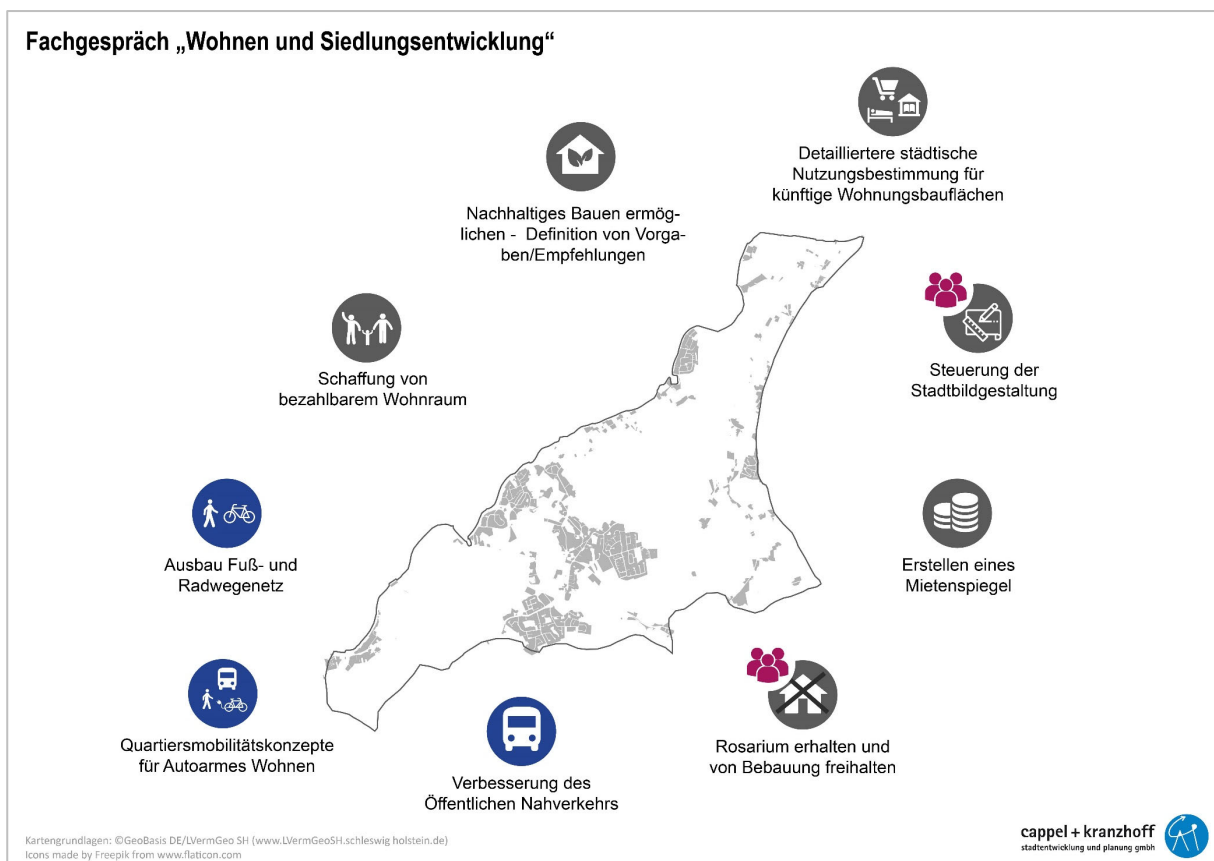 Fachgespräch „Wohnen und Siedlungsentwicklung“
Detailliertere städtische
Nutzungsbestimmung für
künftige Wohnungsbauflächen
Nachhaltiges Bauen ermög-
lichen - Definition von Vorga-
ben/Empfehlungen
Schaffung von
bezahlbarem Wohnraum
Steuerung der
Stadtbildgestaltung
Ausbau Fuß- und
Radwegenetz
Erstellen eines
Mietenspiegel
Quartiersmobilitätskonzepte
für Autoarmes Wohnen
Verbesserung des
Öffentlichen Nahverkehrs
Rosarium erhalten und
von Bebauung freihalten
Kartengrundlagen: ©GeoBasis DE/LVermGeo SH (www.LVermGeoSH.schleswig holstein.de)
Icons made by Freepik from www.flaticon.com
cappel + kranzhoff
stadtentwicklung und planung gmbh